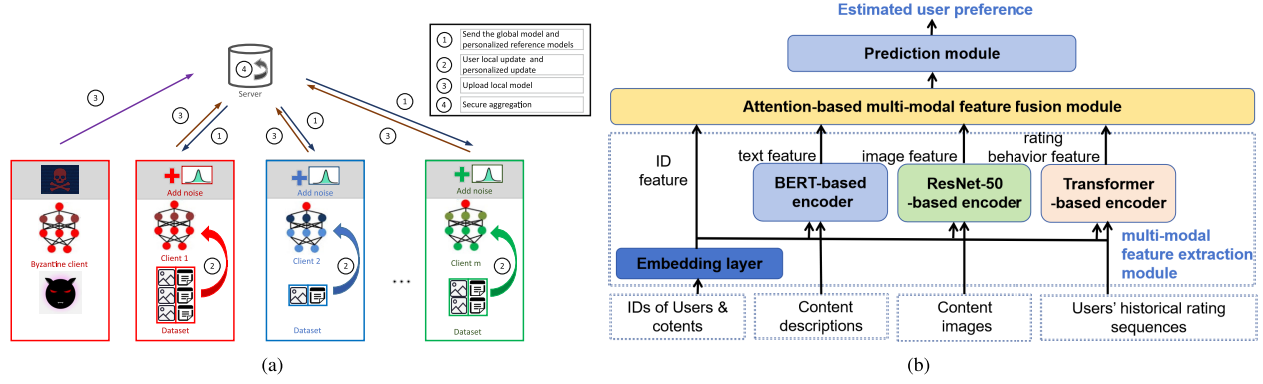 Server
4
1
Send the global model and
personalized reference models
2
User local update and
personalized update
3
Upload local model
4
Secure aggregation
3
3
1
3
1
1
3
Byzantine client
Add noise
Client 1
2
Dataset
Add noise
Client 2
2
Dataset
...
Add noise
Client m
2
Dataset
(a)
Estimated user preference
Prediction module
Attention-based multi-modal feature fusion module
ID
feature
text feature
image feature
rating
behavior feature
BERT-based
encoder
ResNet-50
-based encoder
Transformer
-based encoder
multi-modal
feature extraction
module
Embedding layer
IDs of Users &
cotents
Content
descriptions
Content
images
Users' historical rating
sequences
(b)